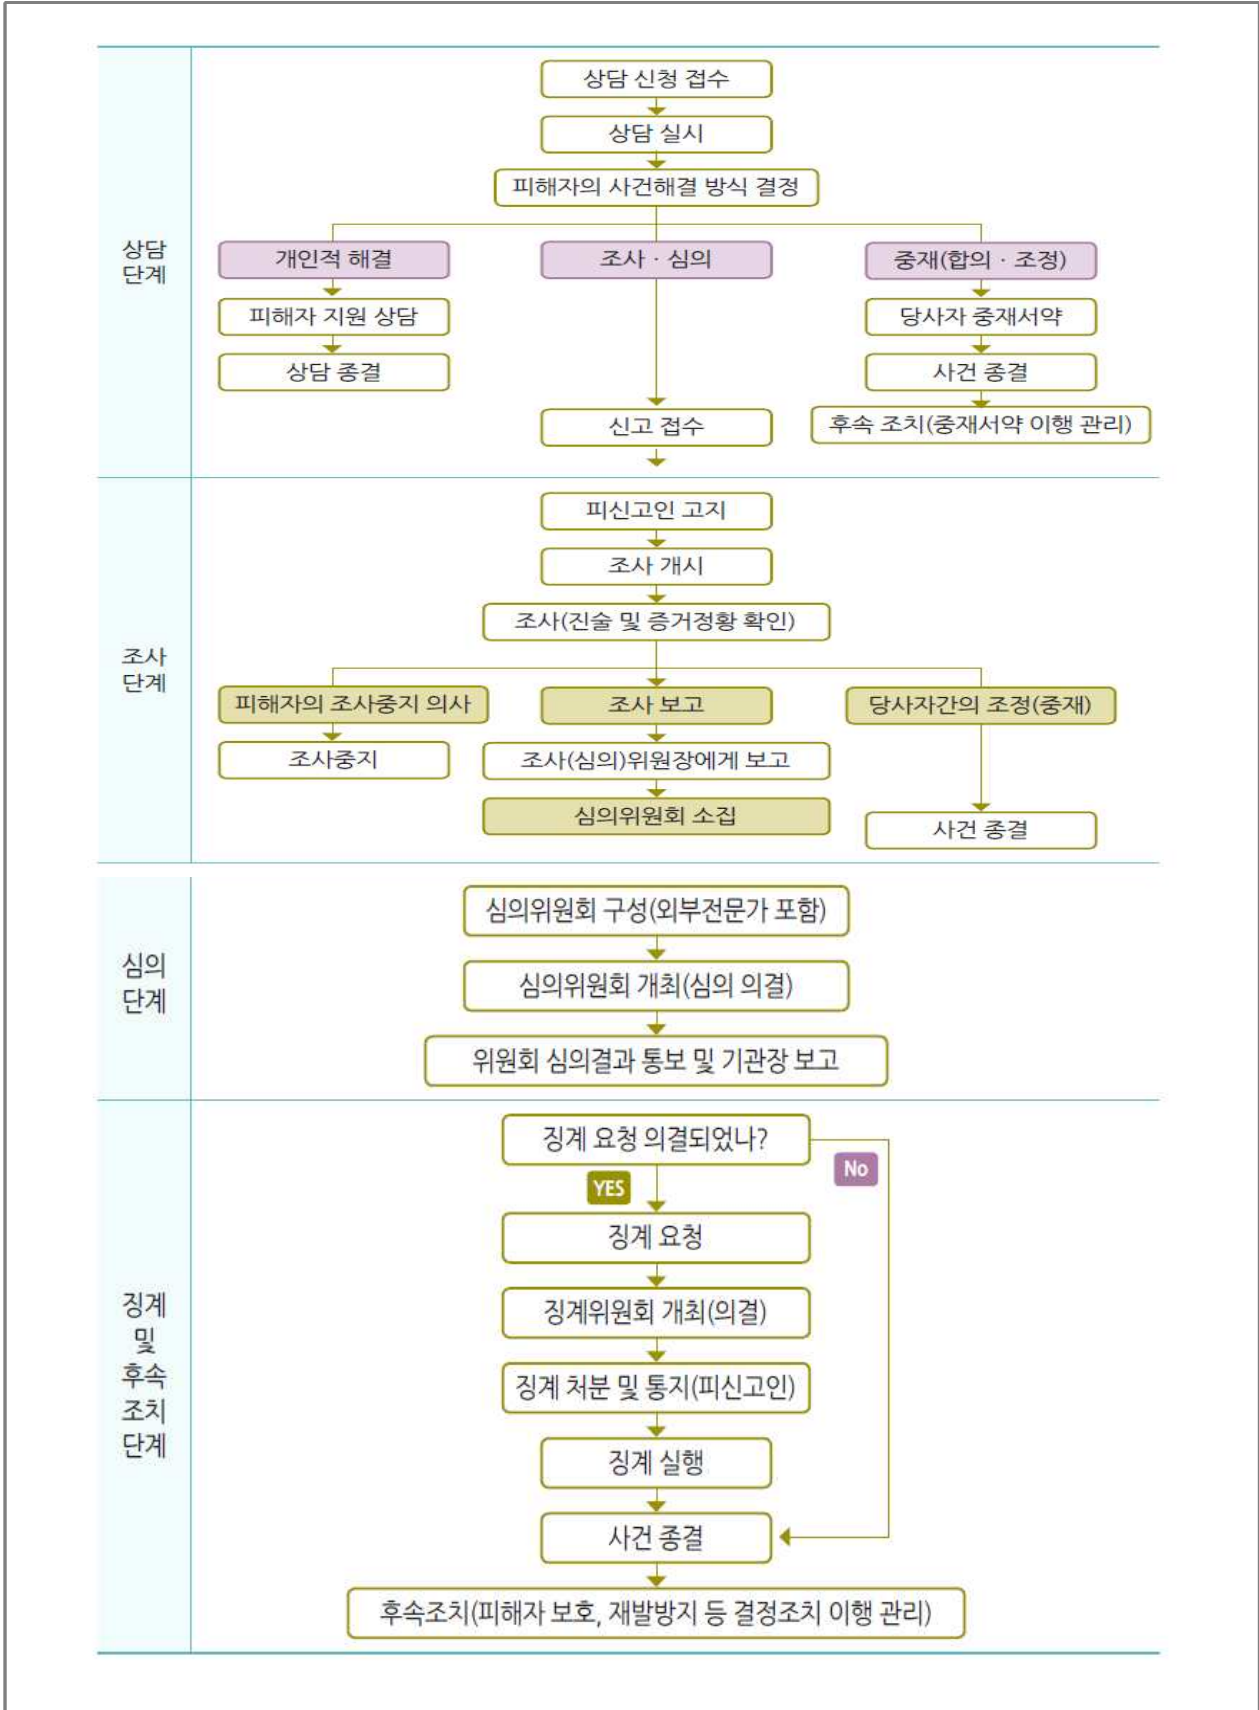 상담
단계
상담 신청 접수
상담 실시
피해자의 사건해결 방식 결정
개인적 해결
조사 · 심의
중재(합의 · 조정)
피해자 지원 상담
당사자 중재서약
상담 종결
사건 종결
신고 접수
후속 조치(중재서약 이행 관리)
조사
단계
피신고인 고지
조사 개시
조사(진술 및 증거정황 확인)
피해자의 조사중지 의사
조사 보고
당사자간의 조정(중재)
조사중지
조사(심의)위원장에게 보고
심의위원회 소집
사건 종결
심의
단계
심의위원회 구성(외부전문가 포함)
심의위원회 개최(심의 의결)
위원회 심의결과 통보 및 기관장 보고
징계
및
후속
조치
단계
징계 요청 의결되었나?
No
YES
징계 요청
징계위원회 개최(의결)
징계 처분 및 통지(피신고인)
징계 실행
사건 종결
후속조치(피해자 보호, 재발방지 등 결정조치 이행 관리)